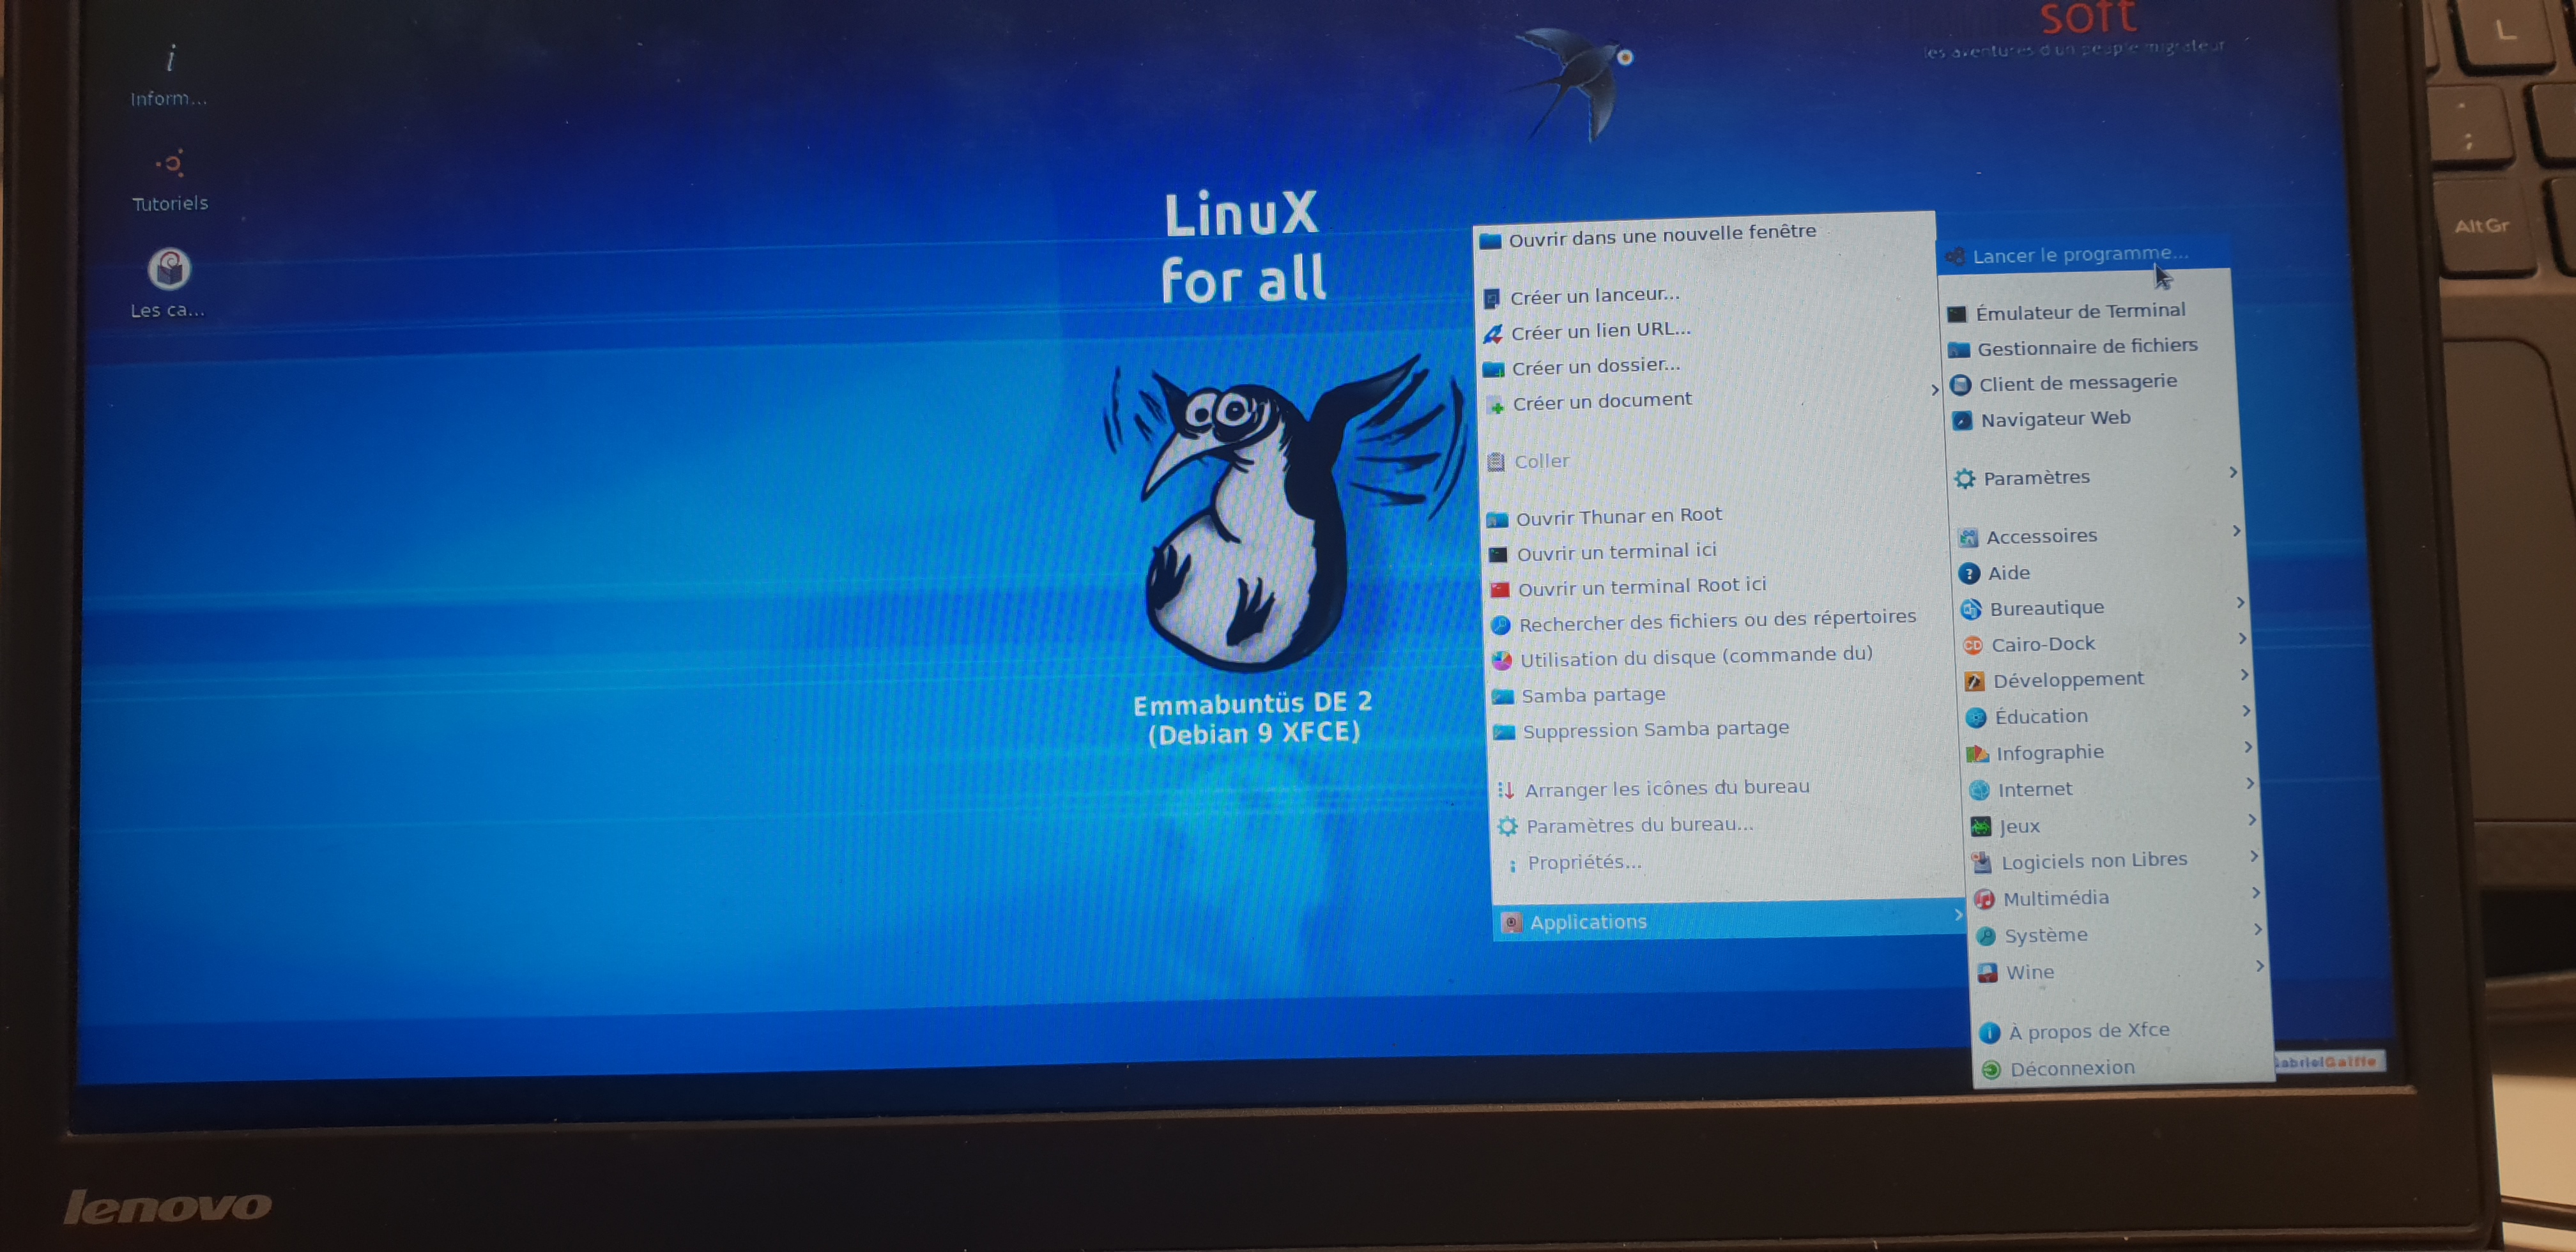 soft
les aventures d'un peuple migrateur
Inform...
Tutoriels
Les ca...
LinuX
for all
Emmabuntüs DE 2
(Debian 9 XFCE)
Ouvrir dans une nouvelle fenêtre
Créer un lanceur...
Créer un lien URL...
Créer un dossier...
Créer un document
Coller
Ouvrir Thunar en Root
Ouvrir un terminal ici
Ouvrir un terminal Root ici
Rechercher des fichiers ou des répertoires
Utilisation du disque (commande du)
Samba partage
Suppression Samba partage
Arranger les icônes du bureau
Paramètres du bureau...
Propriétés...
Applications
Lancer le programme...
Émulateur de Terminal
Gestionnaire de fichiers
Client de messagerie
Navigateur Web
Paramètres
Accessoires
Aide
Bureautique
CD
Cairo-Dock
Développement
Éducation
Infographie
Internet
Jeux
Logiciels non Libres
Multimédia
Système
Wine
À propos de Xfce
Déconnexion
abrielGaiffe
lenovo
L
;
AltGr